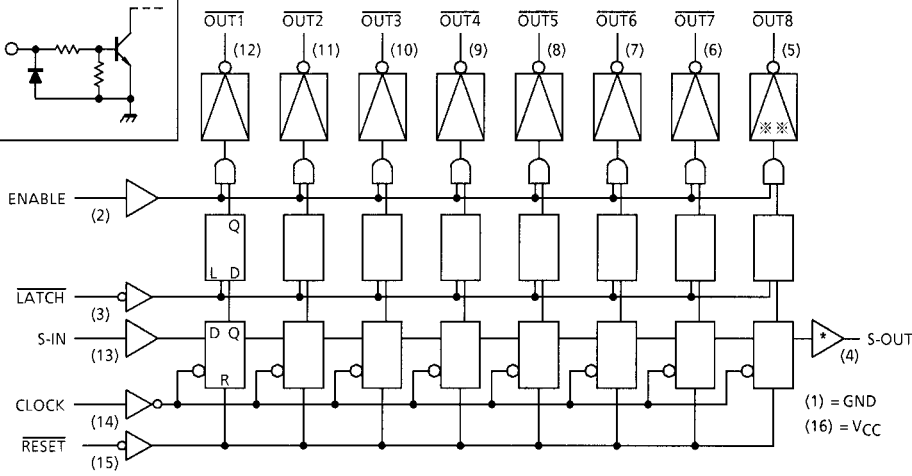 OUT1 OUT2 OUT3 OUT4 OUT5 OUT6 OUT7 OUT8
(12) (11) (10) (9) (8) (7) (6) (5)
※※
ENABLE
(2)
Q
L D
LATCH
(3)
S-IN
(13)
D Q
R
*
(4)
S-OUT
CLOCK
(14)
RESET
(15)
(1) = GND
(16) = VCC